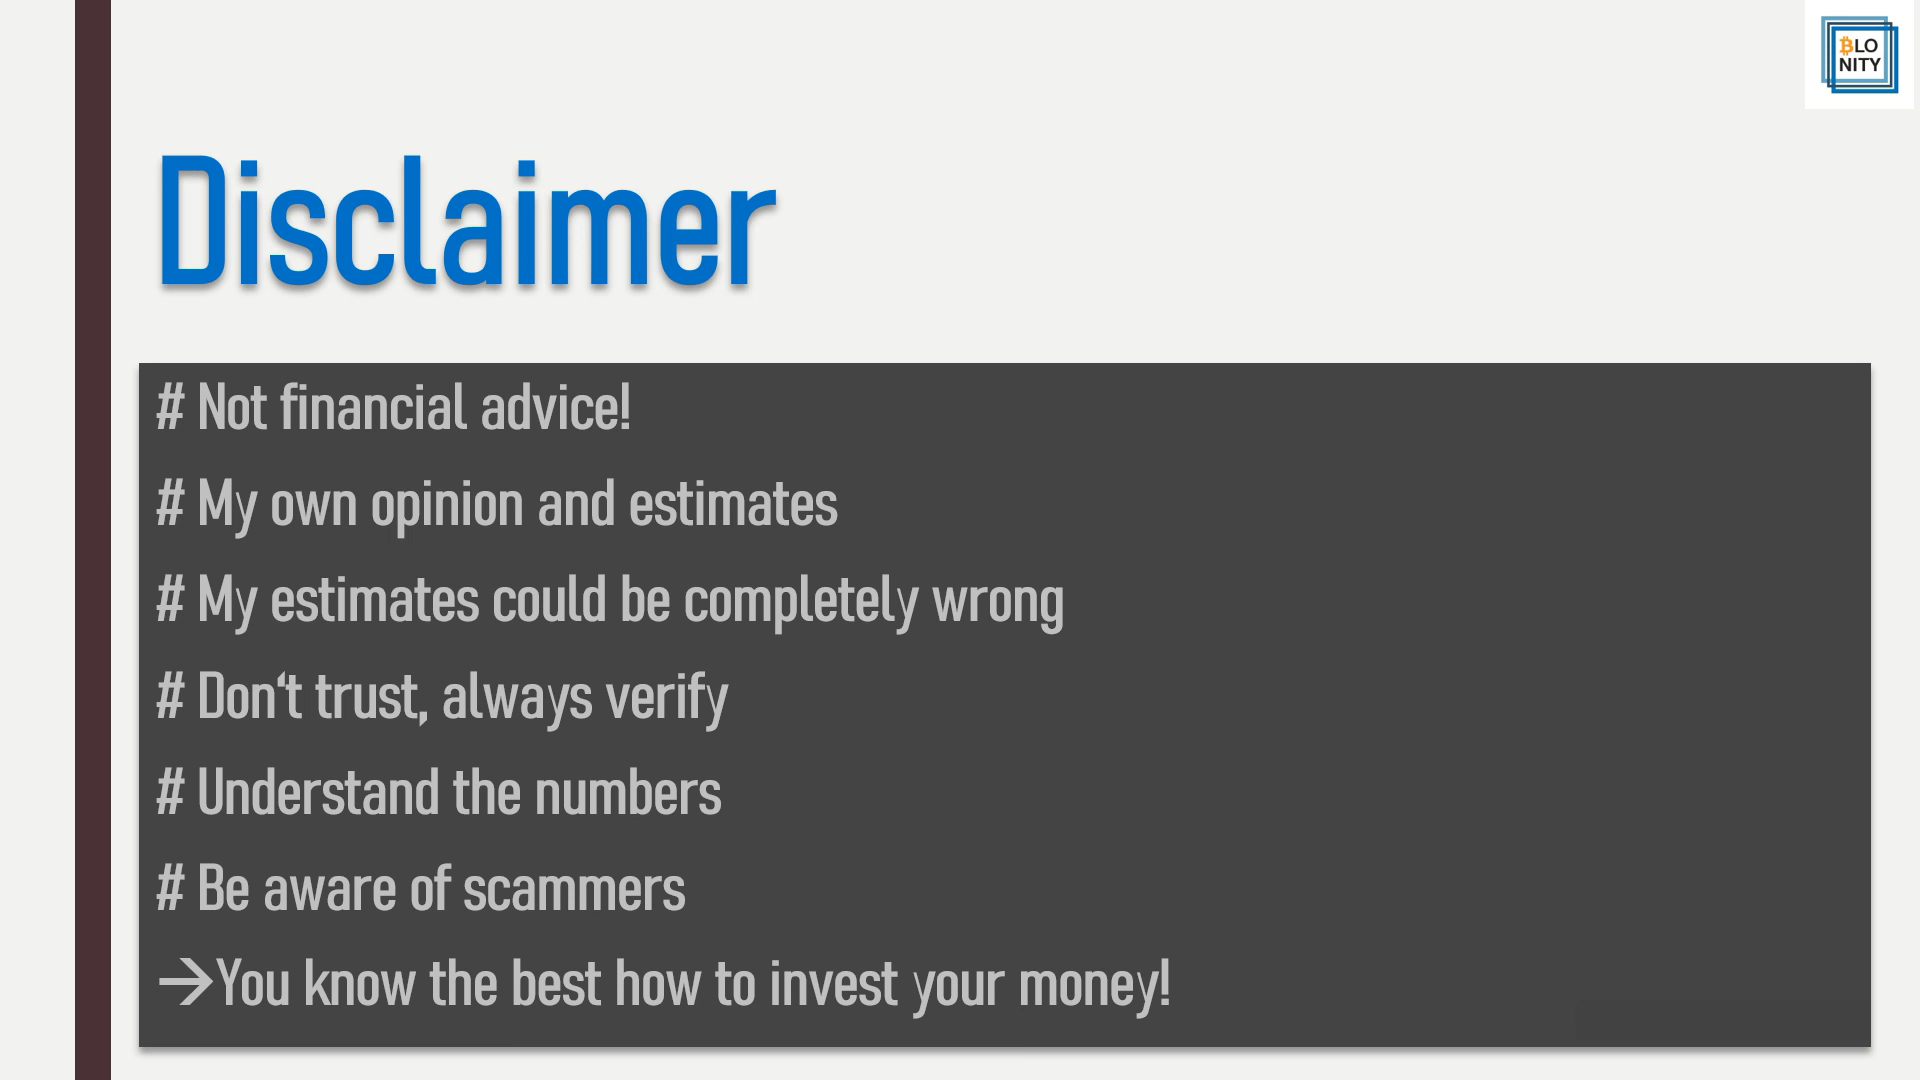 ₿LO
NITY
Disclaimer
# Not financial advice!
# My own opinion and estimates
# My estimates could be completely wrong
# Don‘t trust, always verify
# Understand the numbers
# Be aware of scammers
→You know the best how to invest your money!